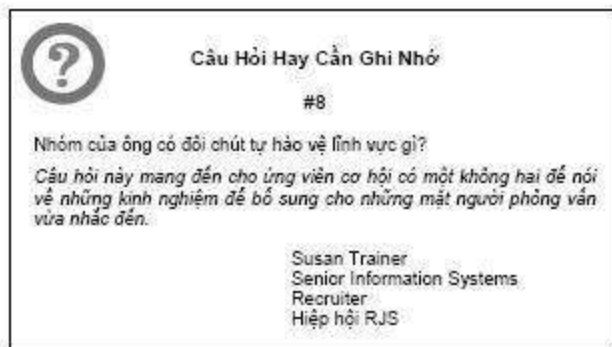 Câu Hỏi Hay Cần Ghi Nhớ
#8
Nhóm của ông có đôi chút tự hào về lĩnh vực gì?
Câu hỏi này mang đến cho ứng viên cơ hội có một không hai để nói
về những kinh nghiệm để bổ sung cho những mặt người phỏng vấn
vừa nhắc đến.
Susan Trainer
Senior Information Systems
Recruiter
Hiệp hội RJS